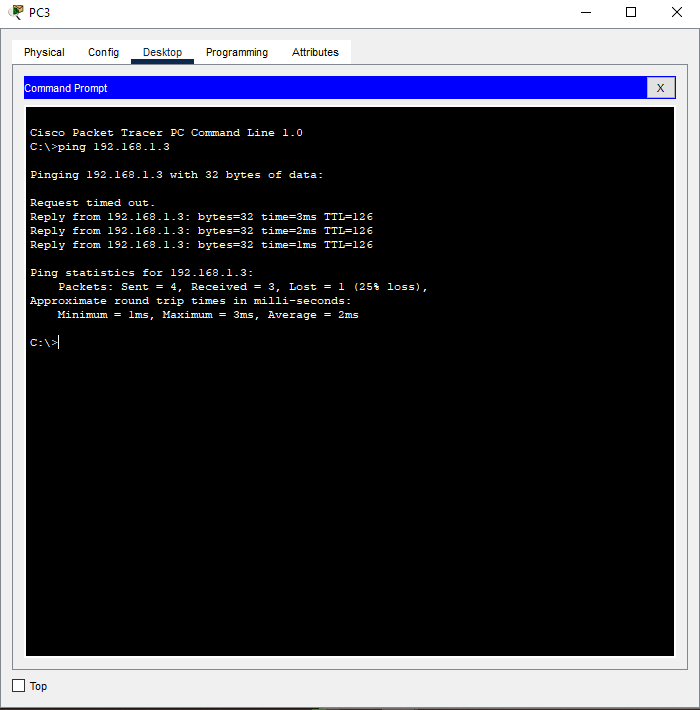 PC3
Physical Config Desktop Programming Attributes
Command Prompt
X
Cisco Packet Tracer PC Command Line 1.0
C:\>ping 192.168.1.3
Pinging 192.168.1.3 with 32 bytes of data:
Request timed out.
Reply from 192.168.1.3: bytes=32 time=3ms TTL=126
Reply from 192.168.1.3: bytes=32 time=2ms TTL=126
Reply from 192.168.1.3: bytes=32 time=1ms TTL=126
Ping statistics for 192.168.1.3:
Packets: Sent = 4, Received = 3, Lost = 1 (25% loss),
Approximate round trip times in milli-seconds:
Minimum = 1ms, Maximum = 3ms, Average = 2ms
C:\>
Top